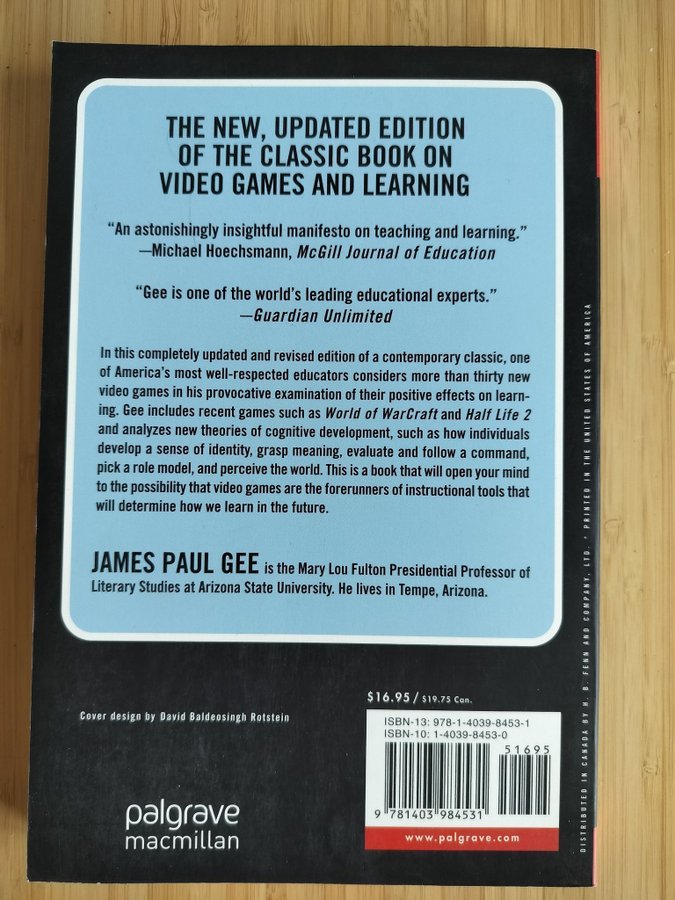 THE NEW, UPDATED EDITION
OF THE CLASSIC BOOK ON
VIDEO GAMES AND LEARNING
“An astonishingly insightful manifesto on teaching and learning.”
—Michael Hoechsmann, McGill Journal of Education
“Gee is one of the world’s leading educational experts.”
—Guardian Unlimited
In this completely updated and revised edition of a contemporary classic, one
of America’s most well-respected educators considers more than thirty new
video games in his provocative examination of their positive effects on learn-
ing. Gee includes recent games such as World of WarCraft and Half Life 2
and analyzes new theories of cognitive development, such as how individuals
develop a sense of identity, grasp meaning, evaluate and follow a command,
pick a role model, and perceive the world. This is a book that will open your mind
to the possibility that video games are the forerunners of instructional tools that
will determine how we learn in the future.
JAMES PAUL GEE is the Mary Lou Fulton Presidential Professor of
Literary Studies at Arizona State University. He lives in Tempe, Arizona.
$16.95 / $19.75 Can.
Cover design by David Baldeosingh Rotstein
ISBN-13: 978-1-4039-8453-1
ISBN-10: 1-4039-8453-0
51695
9 781403 984531
www.palgrave.com
palgrave
macmillan
DISTRIBUTED IN CANADA BY H. B. FENN AND COMPANY, LTD. * PRINTED IN THE UNITED STATES OF AMERICA